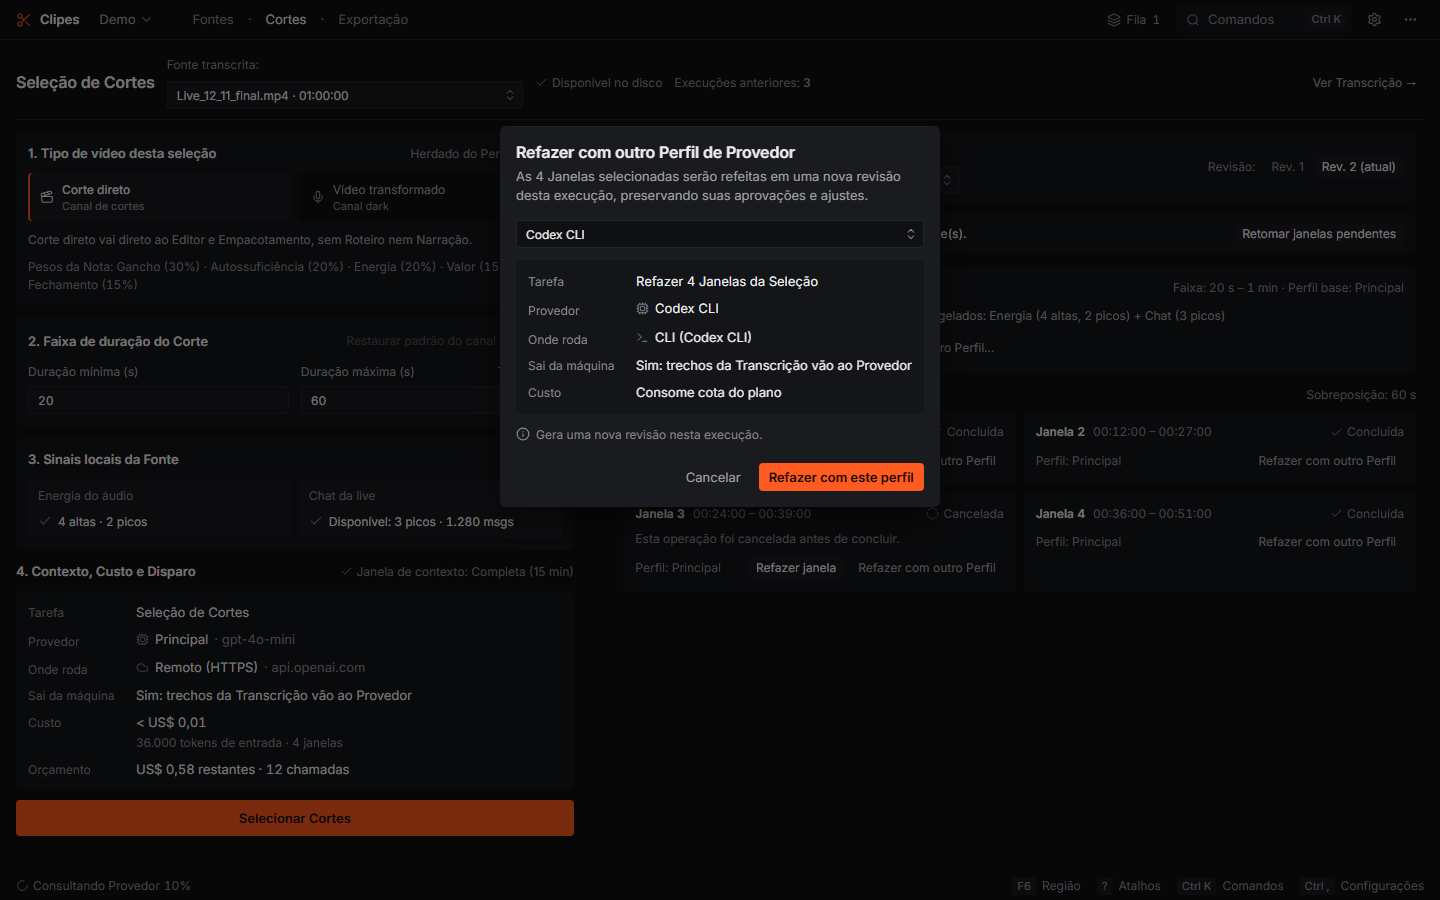 Clipes
Demo
Fontes · Cortes · Exportação
Fila 1
Comandos
Ctrl K
Seleção de Cortes
Fonte transcrita:
Live_12_11_final.mp4 · 01:00:00
Disponível no disco
Execuções anteriores: 3
Ver Transcrição →
1. Tipo de vídeo desta seleção
Herdado do Per
Corte direto
Canal de cortes
Vídeo transformado
Canal dark
Corte direto vai direto ao Editor e Empacotamento, sem Roteiro nem Narração.
Pesos da Nota: Gancho (30%) · Autossuficiência (20%) · Energia (20%) · Valor (15
Fechamento (15%)
2. Faixa de duração do Corte
Restaurar padrão do canal
Duração mínima (s)
20
Duração máxima (s)
60
3. Sinais locais da Fonte
Energia do áudio
4 altas · 2 picos
Chat da live
Disponível: 3 picos · 1.280 msgs
4. Contexto, Custo e Disparo
Janela de contexto: Completa (15 min)
Tarefa
Seleção de Cortes
Provedor
Principal · gpt-4o-mini
Onde roda
Remoto (HTTPS) · api.openai.com
Sai da máquina
Sim: trechos da Transcrição vão ao Provedor
Custo
< US$ 0,01
36.000 tokens de entrada · 4 janelas
Orçamento
US$ 0,58 restantes · 12 chamadas
Selecionar Cortes
Refazer com outro Perfil de Provedor
As 4 Janelas selecionadas serão refeitas em uma nova revisão
desta execução, preservando suas aprovações e ajustes.
Codex CLI
Tarefa
Refazer 4 Janelas da Seleção
Provedor
Codex CLI
Onde roda
CLI (Codex CLI)
Sai da máquina
Sim: trechos da Transcrição vão ao Provedor
Custo
Consome cota do plano
Gera uma nova revisão nesta execução.
Cancelar
Refazer com este perfil
Revisão: Rev. 1 Rev. 2 (atual)
e(s).
Retomar janelas pendentes
Faixa: 20 s – 1 min · Perfil base: Principal
gelados: Energia (4 altas, 2 picos) + Chat (3 picos)
ro Perfil...
Sobreposição: 60 s
Concluída
utro Perfil
Janela 2 00:12:00 – 00:27:00
Concluída
Perfil: Principal
Refazer com outro Perfil
Janela 3 00:24:00 – 00:39:00
Cancelada
Esta operação foi cancelada antes de concluir.
Perfil: Principal
Refazer janela
Refazer com outro Perfil
Janela 4 00:36:00 – 00:51:00
Concluída
Perfil: Principal
Refazer com outro Perfil
Consultando Provedor 10%
F6 Região
? Atalhos
Ctrl K Comandos
Ctrl , Configurações